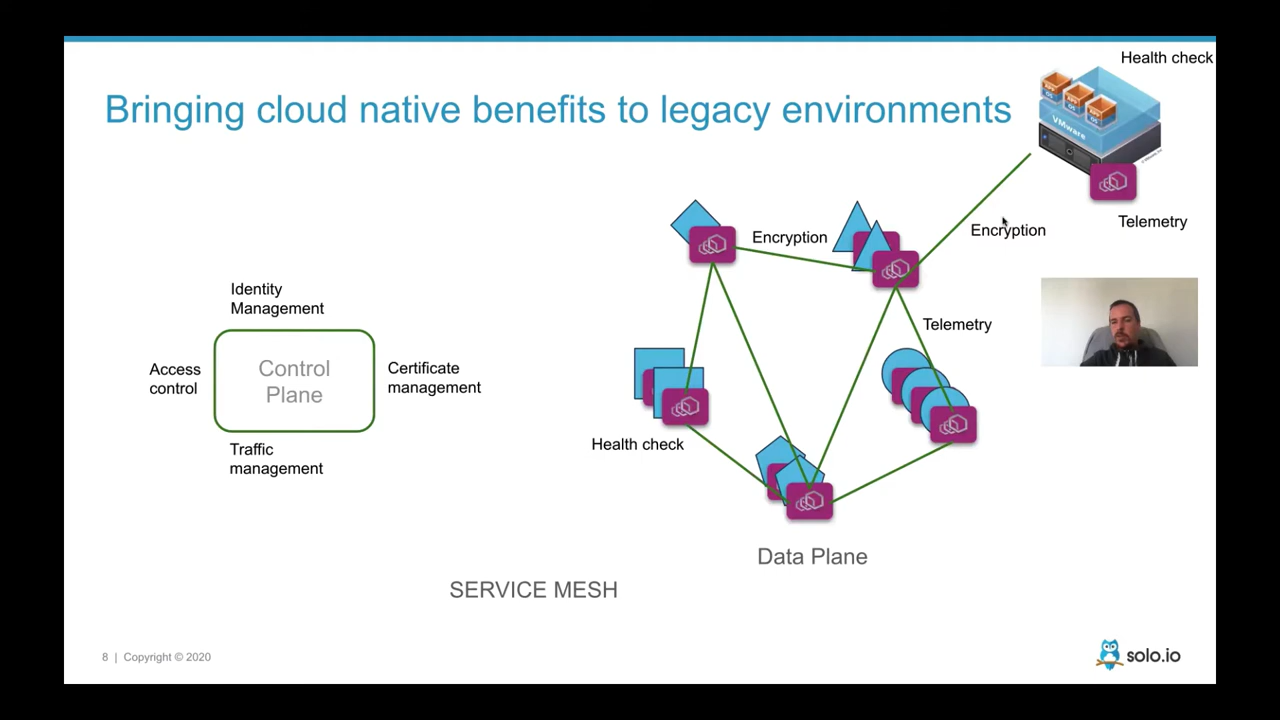 Health check
Bringing cloud native benefits to legacy environments
VMware
Encryption
Encryption
Telemetry
Identity
Management
Telemetry
Access
control
Control
Plane
Certificate
management
Health check
Traffic
management
Data Plane
SERVICE MESH
8 | Copyright © 2020
solo.io